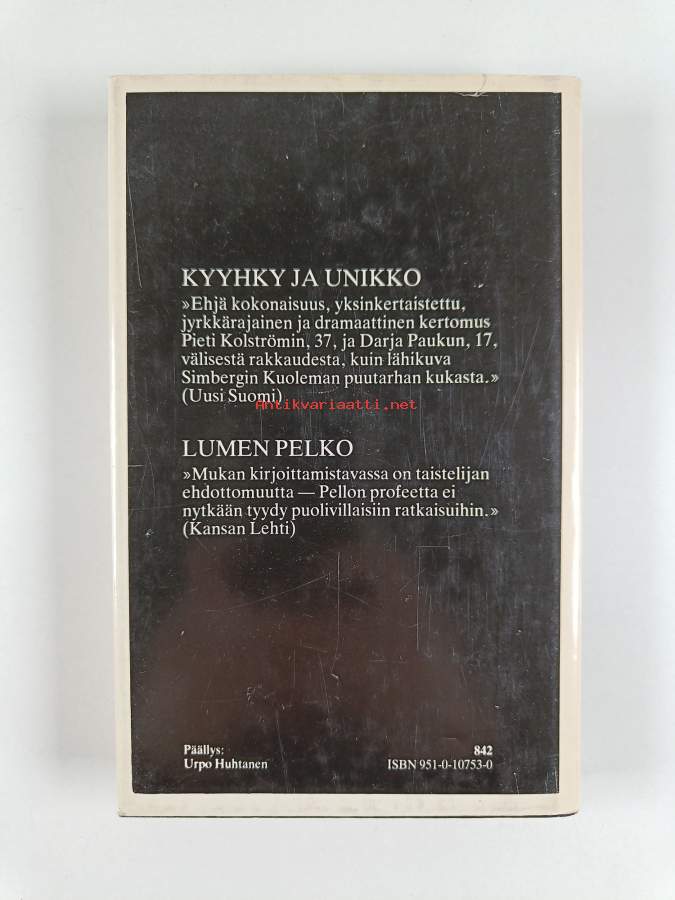 KYYHKY JA UNIKKO
»Ehjä kokonaisuus, yksinkertaistettu,
jyrkkärajainen ja dramaattinen kertomus
Pieti Kolströmin, 37, ja Darja Paukun, 17,
välisestä rakkaudesta, kuin lähikuva
Simbergin Kuoleman puutarhan kukasta.»
(Uusi Suomi)
Antikvariaatti.net
LUMEN PELKO
»Mukan kirjoittamistavassa on taistelijan
ehdottomuutta — Pellon profeetta ei
nytkään tyydy puolivillaisiin ratkaisuihin.»
(Kansan Lehti)
Päällys:
Urpo Huhtanen
842
ISBN 951-0-10753-0